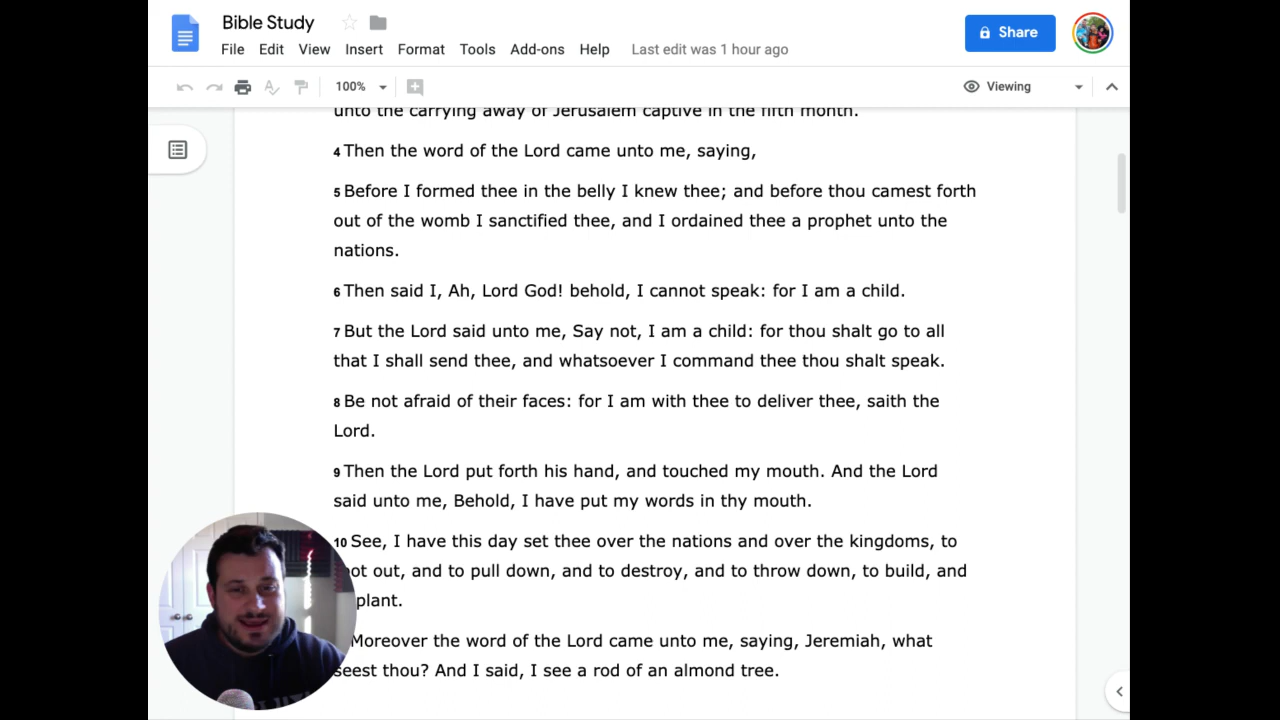 Bible Study
File Edit View Insert Format Tools Add-ons Help Last edit was 1 hour ago
Share
100%
Viewing
unto the carrying away of Jerusalem captive in the fifth month.
4 Then the word of the Lord came unto me, saying,
5 Before I formed thee in the belly I knew thee; and before thou camest forth
out of the womb I sanctified thee, and I ordained thee a prophet unto the
nations.
6 Then said I, Ah, Lord God! behold, I cannot speak: for I am a child.
7 But the Lord said unto me, Say not, I am a child: for thou shalt go to all
that I shall send thee, and whatsoever I command thee thou shalt speak.
8 Be not afraid of their faces: for I am with thee to deliver thee, saith the
Lord.
9 Then the Lord put forth his hand, and touched my mouth. And the Lord
said unto me, Behold, I have put my words in thy mouth.
10 See, I have this day set thee over the nations and over the kingdoms, to
out, and to pull down, and to destroy, and to throw down, to build, and
plant.
Moreover the word of the Lord came unto me, saying, Jeremiah, what
seest thou? And I said, I see a rod of an almond tree.